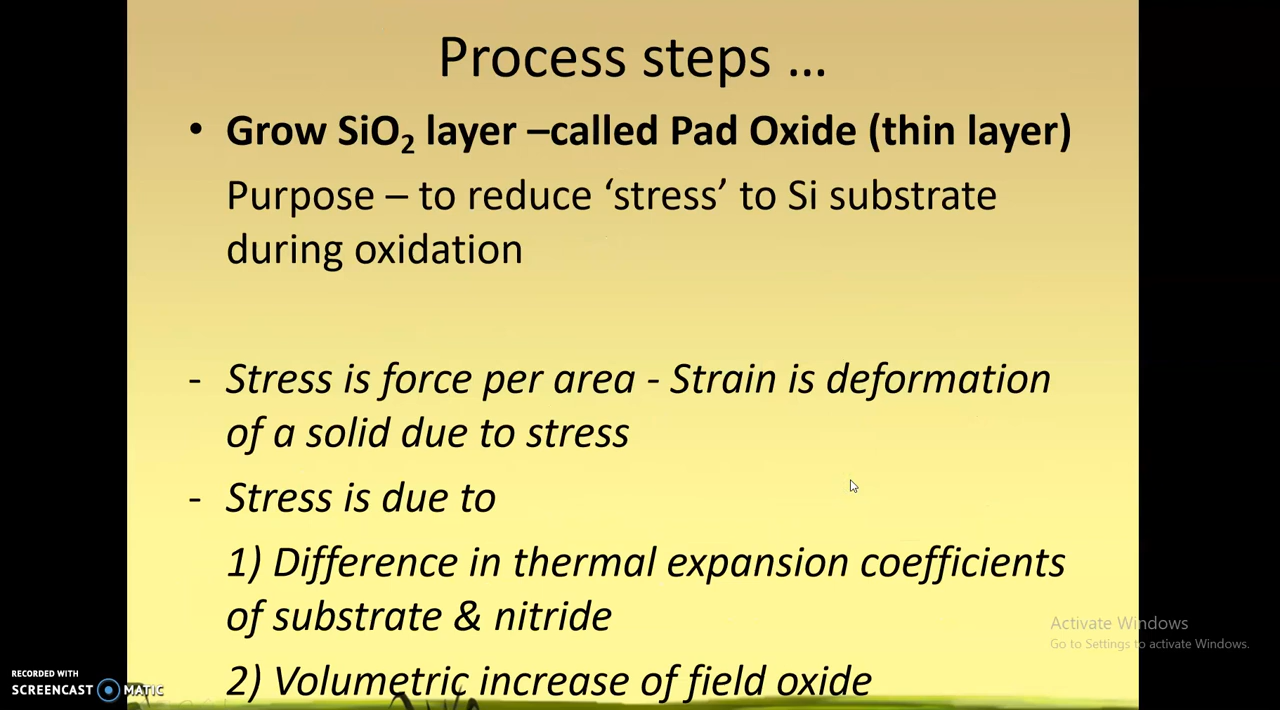 Process steps ...
• Grow SiO₂ layer –called Pad Oxide (thin layer)
Purpose – to reduce ‘stress’ to Si substrate
during oxidation
- Stress is force per area - Strain is deformation
of a solid due to stress
- Stress is due to
1) Difference in thermal expansion coefficients
of substrate & nitride
2) Volumetric increase of field oxide
Activate Windows
Go to Settings to activate Windows.
RECORDED WITH
SCREENCAST MATIC